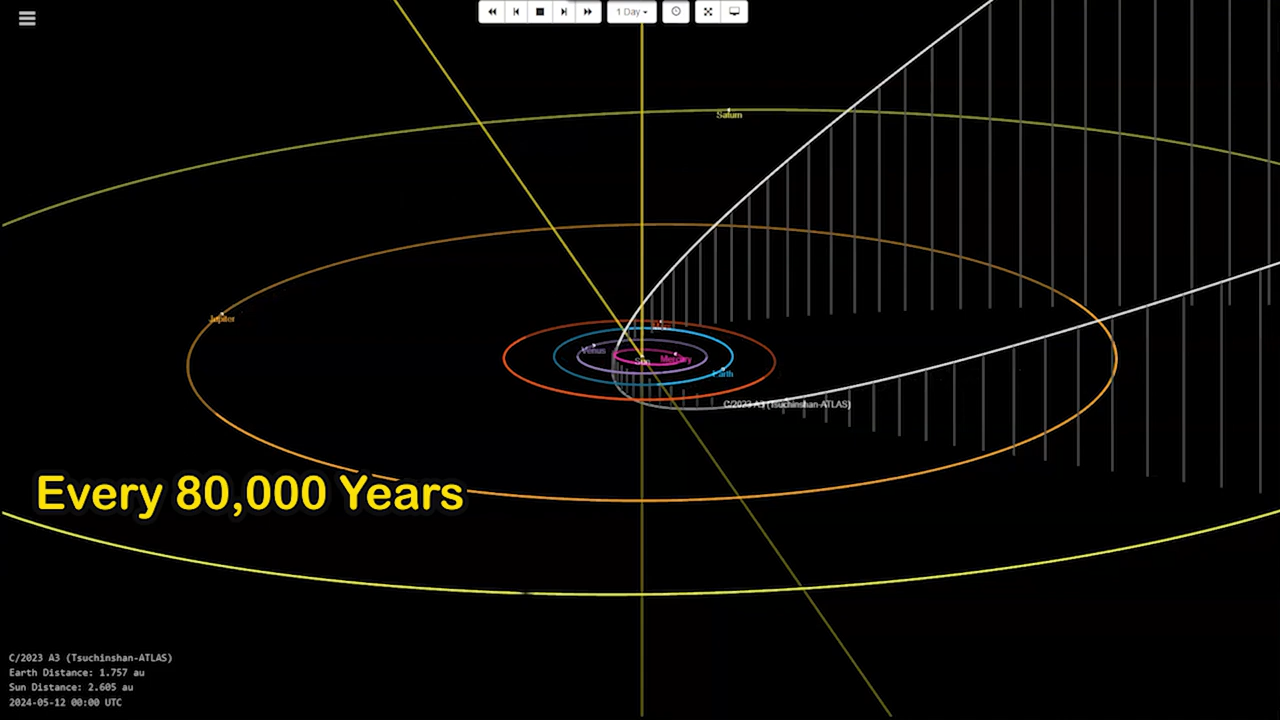 1 Day
Saturn
Jupiter
Venus
Sun
Mercury
Earth
C/2023 A3 (Tsuchinshan-ATLAS)
Every 80,000 Years
C/2023 A3 (Tsuchinshan-ATLAS)
Earth Distance: 1.757 au
Sun Distance: 2.605 au
2024-05-12 00:00 UTC